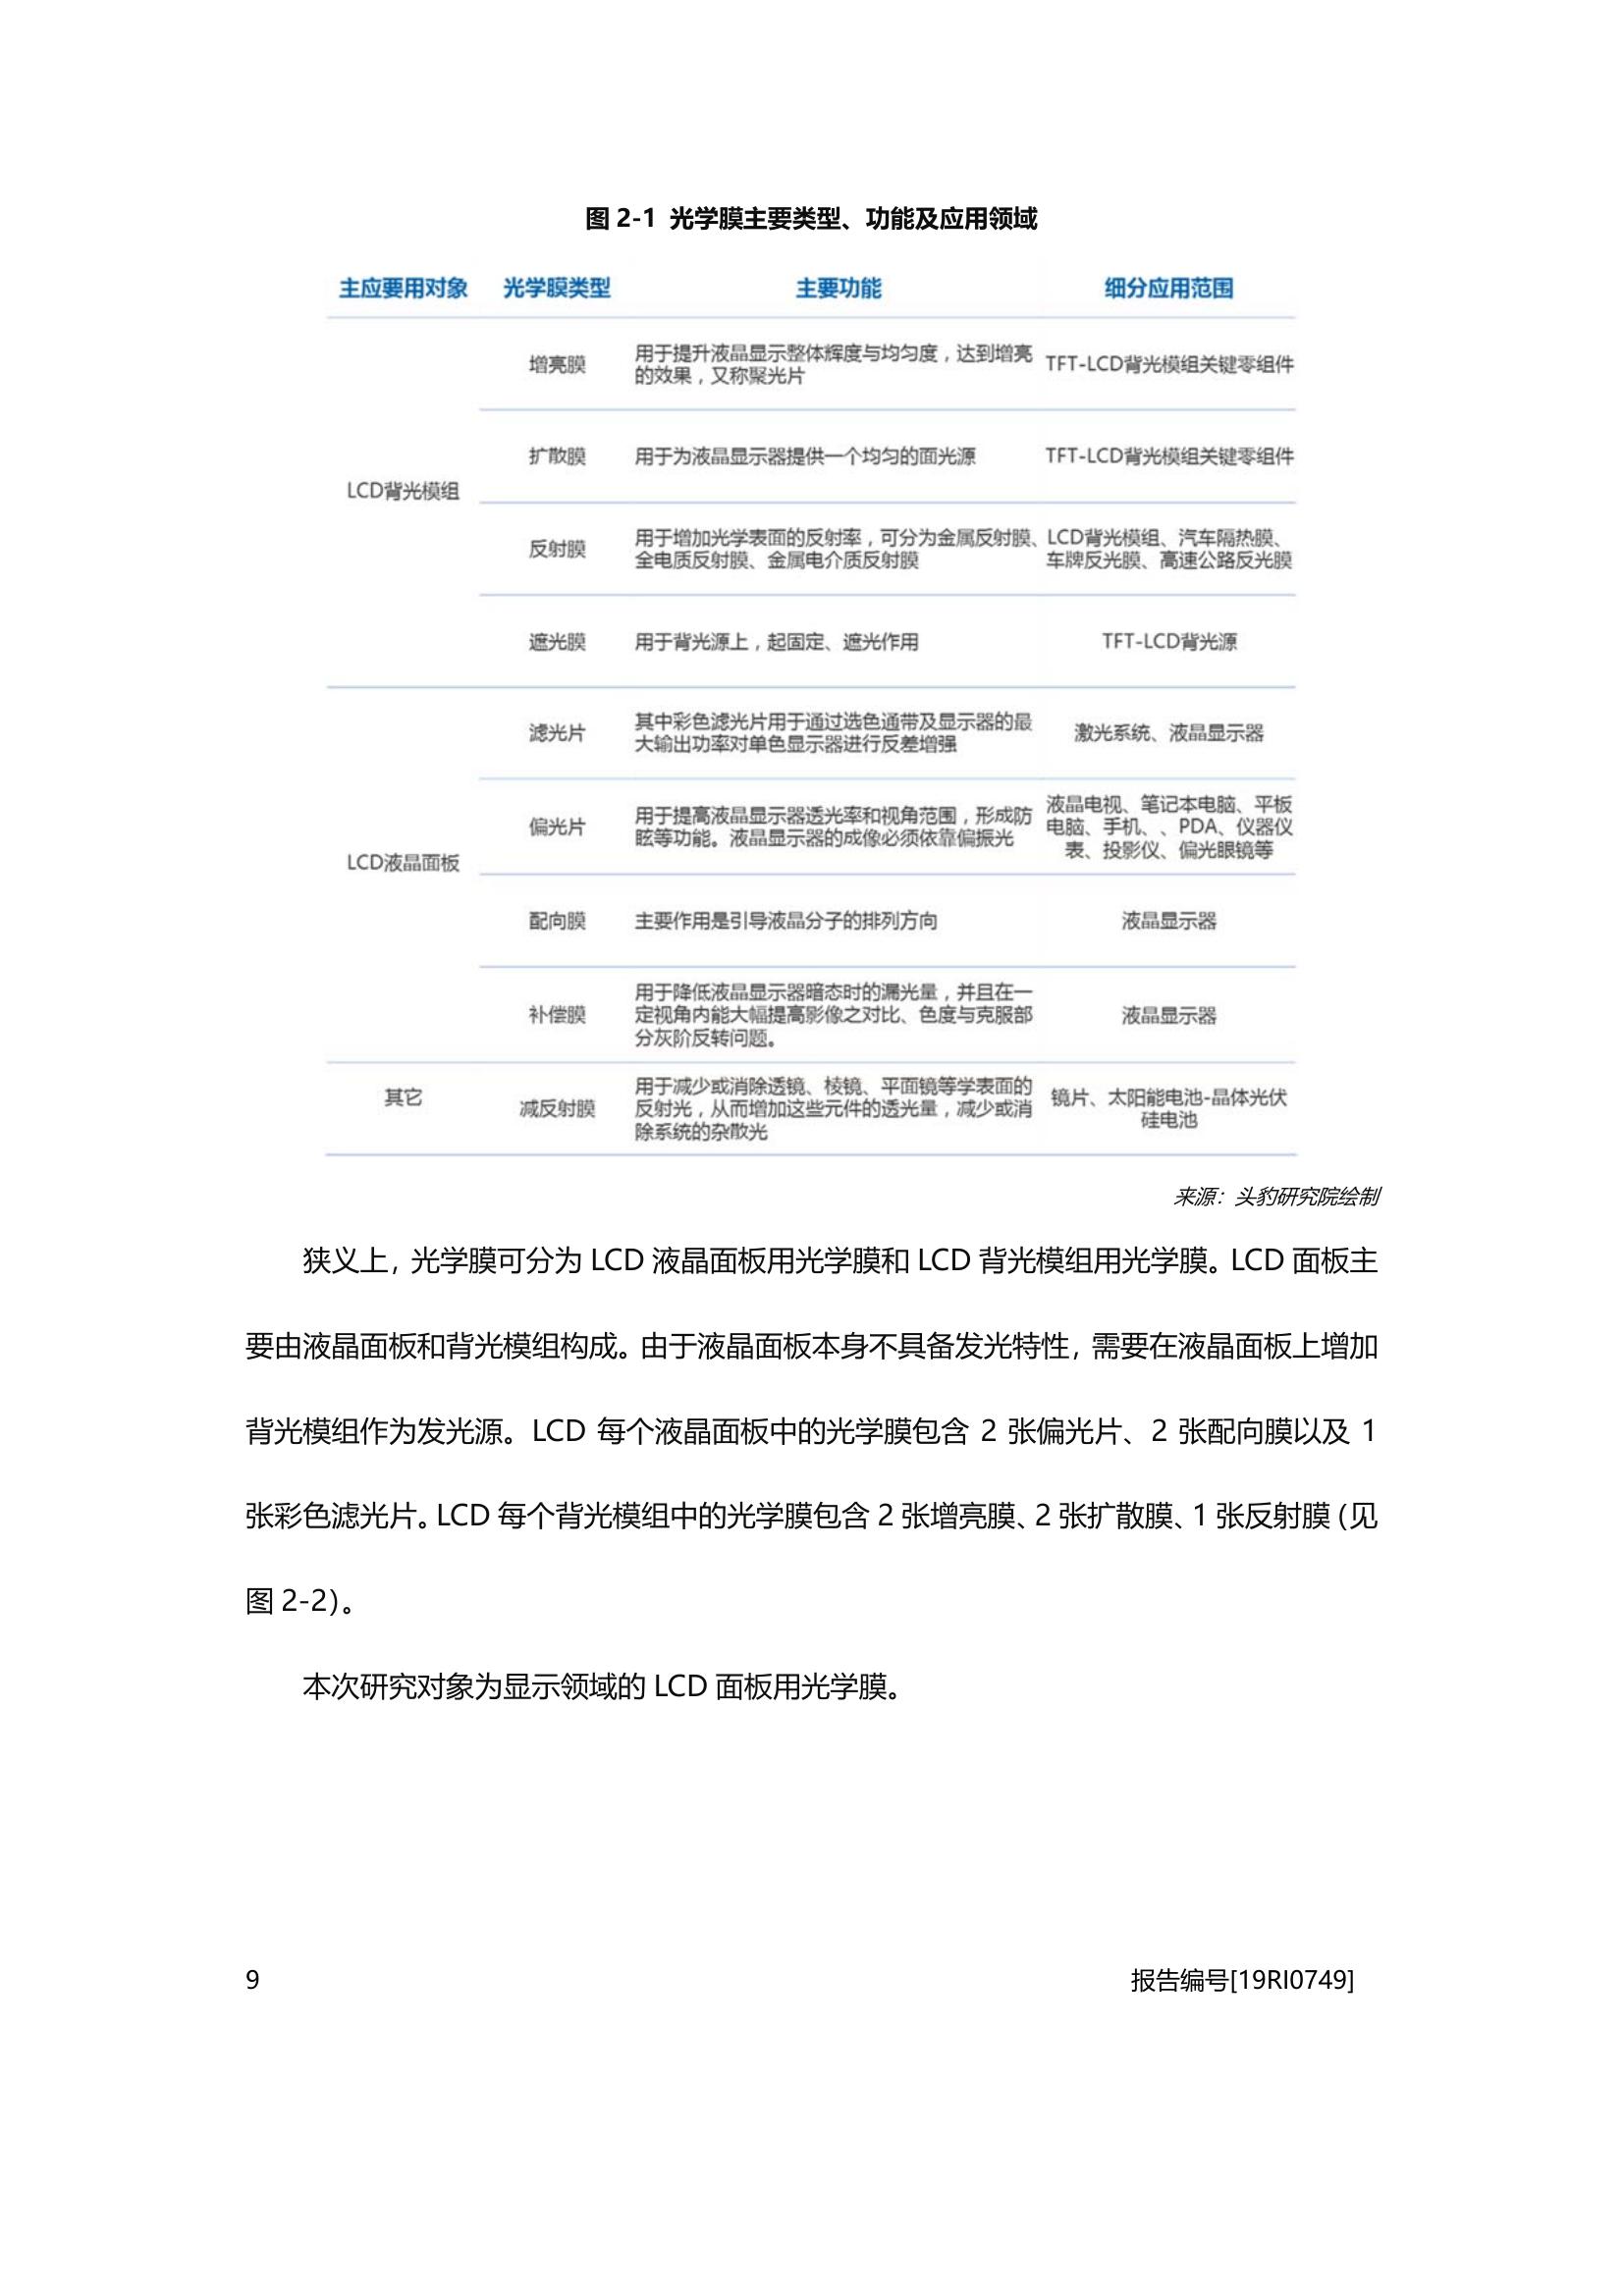 图 2-1 光学膜主要类型、功能及应用领域
主应要用对象 光学膜类型 主要功能 细分应用范围
LCD背光模组
增亮膜
用于提升液晶显示整体辉度与均匀度，达到增亮
的效果，又称聚光片
TFT-LCD背光模组关键零组件
扩散膜 用于为液晶显示器提供一个均匀的面光源 TFT-LCD背光模组关键零组件
反射膜
用于增加光学表面的反射率，可分为金属反射膜、
全电质反射膜、金属电介质反射膜
LCD背光模组、汽车隔热膜、
车牌反光膜、高速公路反光膜
遮光膜 用于背光源上，起固定、遮光作用 TFT-LCD背光源
LCD液晶面板
滤光片
其中彩色滤光片用于通过选色通带及显示器的最
大输出功率对单色显示器进行反差增强
激光系统、液晶显示器
偏光片
用于提高液晶显示器透光率和视角范围，形成防
眩等功能。液晶显示器的成像必须依靠偏振光
液晶电视、笔记本电脑、平板
电脑、手机、、PDA、仪器仪
表、投影仪、偏光眼镜等
配向膜 主要作用是引导液晶分子的排列方向 液晶显示器
补偿膜
用于降低液晶显示器暗态时的漏光量，并且在一
定视角内能大幅提高影像之对比、色度与克服部
分灰阶反转问题。
液晶显示器
其它
减反射膜
用于减少或消除透镜、棱镜、平面镜等学表面的
反射光，从而增加这些元件的透光量，减少或消
除系统的杂散光
镜片、太阳能电池-晶体光伏
硅电池
来源：头豹研究院绘制
狭义上，光学膜可分为 LCD 液晶面板用光学膜和 LCD 背光模组用光学膜。LCD 面板主
要由液晶面板和背光模组构成。由于液晶面板本身不具备发光特性，需要在液晶面板上增加
背光模组作为发光源。LCD 每个液晶面板中的光学膜包含 2 张偏光片、2 张配向膜以及 1
张彩色滤光片。LCD 每个背光模组中的光学膜包含 2 张增亮膜、2 张扩散膜、1 张反射膜（见
图 2-2）。
本次研究对象为显示领域的 LCD 面板用光学膜。
9 报告编号[19RI0749]